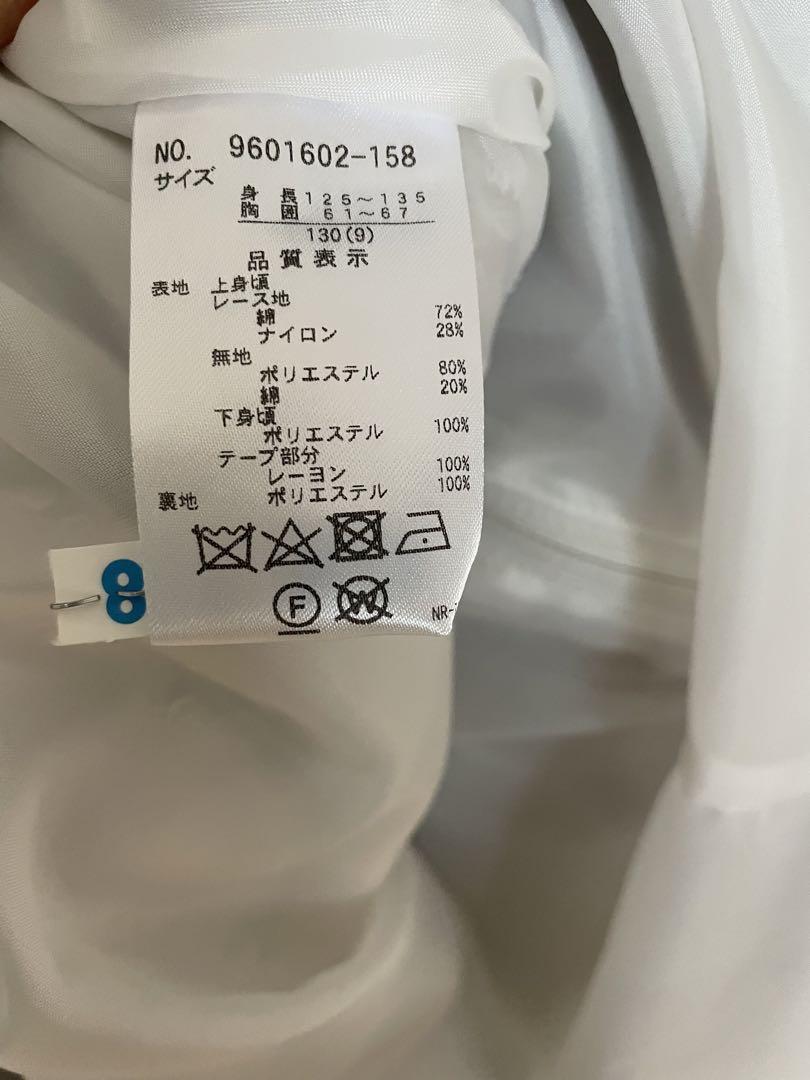 NO. 9601602-158
サイズ
身 長 125~135
胸 囲 61~67
130(9)
品質表示
表地 上身頃
レース地
綿 72%
ナイロン 28%
無地
ポリエステル 80%
綿 20%
下身頃
ポリエステル 100%
テープ部分
レーヨン 100%
裏地 ポリエステル 100%
F W
NR-
8